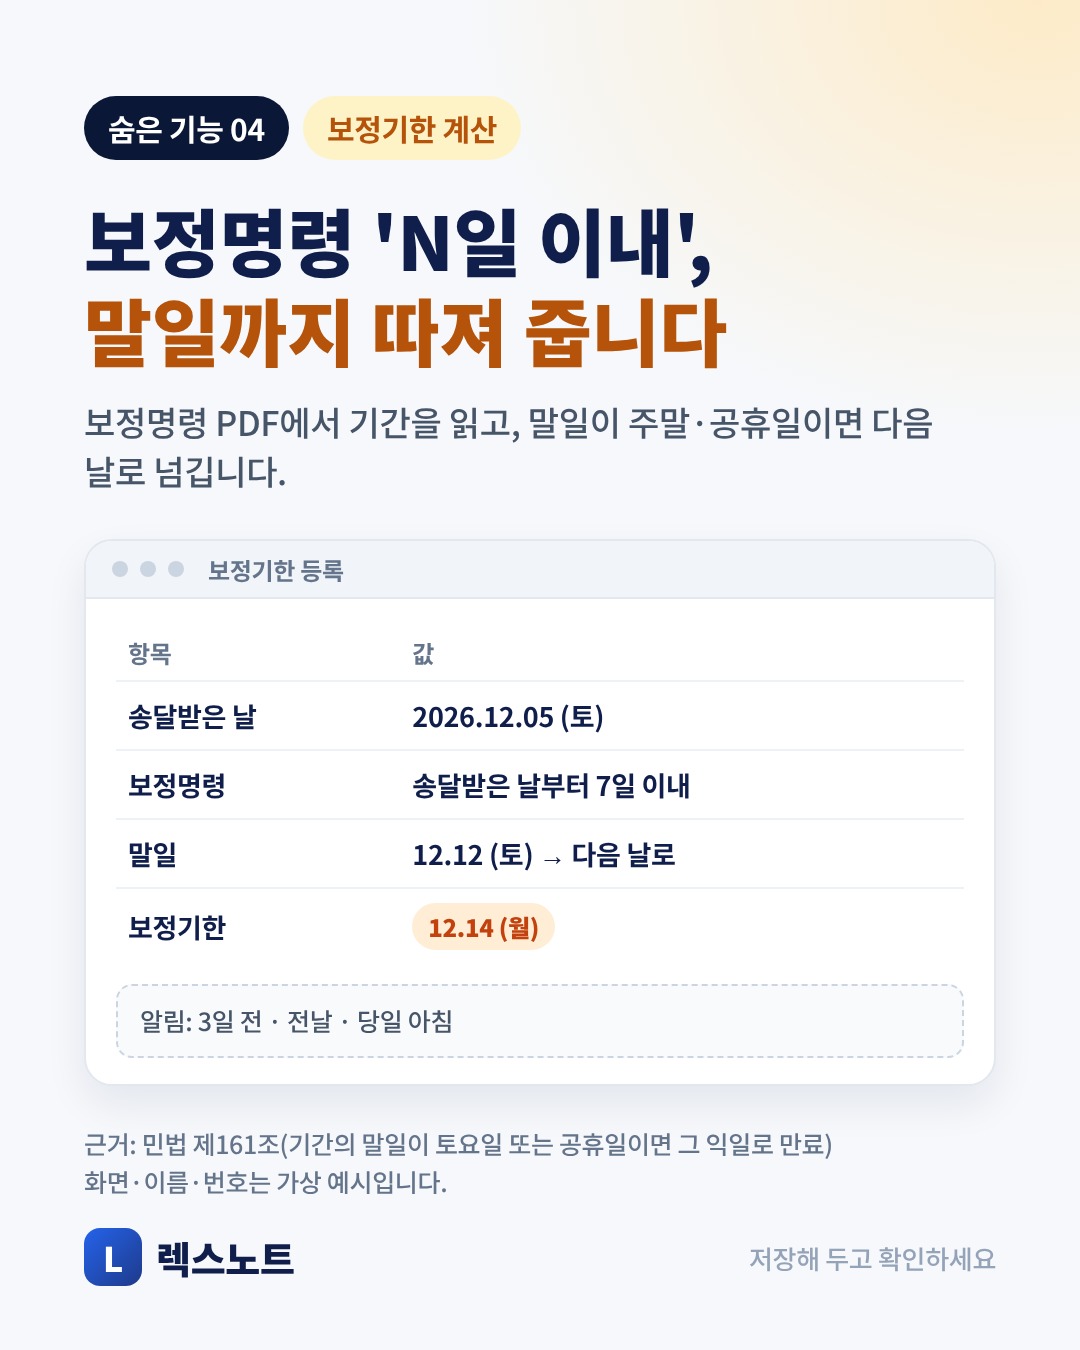 숨은 기능 04 보정기한 계산
보정명령 'N일 이내',
말일까지 따져 줍니다
보정명령 PDF에서 기간을 읽고, 말일이 주말·공휴일이면 다음
날로 넘깁니다.
보정기한 등록
항목 값
송달받은 날 2026.12.05 (토)
보정명령 송달받은 날부터 7일 이내
말일 12.12 (토) → 다음 날로
보정기한 12.14 (월)
알림: 3일 전 · 전날 · 당일 아침
근거: 민법 제161조(기간의 말일이 토요일 또는 공휴일이면 그 익일로 만료)
화면·이름·번호는 가상 예시입니다.
L 렉스노트 저장해 두고 확인하세요